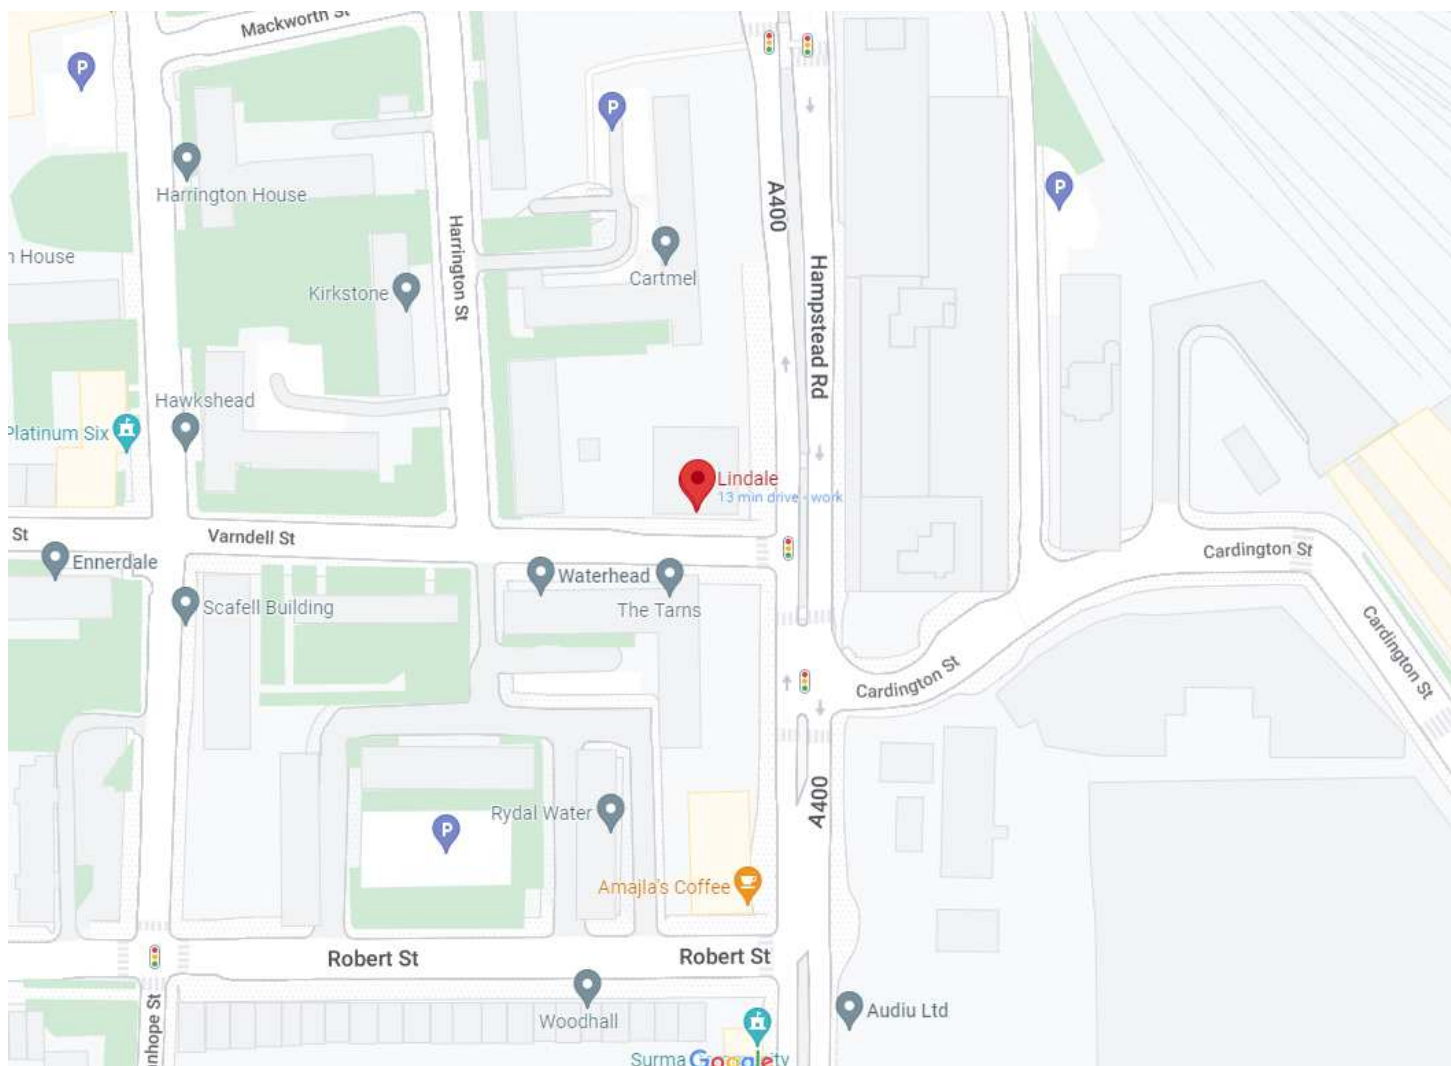 Mackworth St
P
P
Harrington House
A400
P
Harrington St
House
Cartmel
Kirkstone
Hampstead Rd
Hawkshead
Platinum Six
Lindale
13 min drive - work
St
Varndell St
Cardington St
Ennerdale
Waterhead
Scafell Building
The Tarns
Cardington St
Cardington St
A400
Rydal Water
P
Amajla's Coffee
Robert St
Robert St
Woodhall
Audiu Ltd
Surma
Google